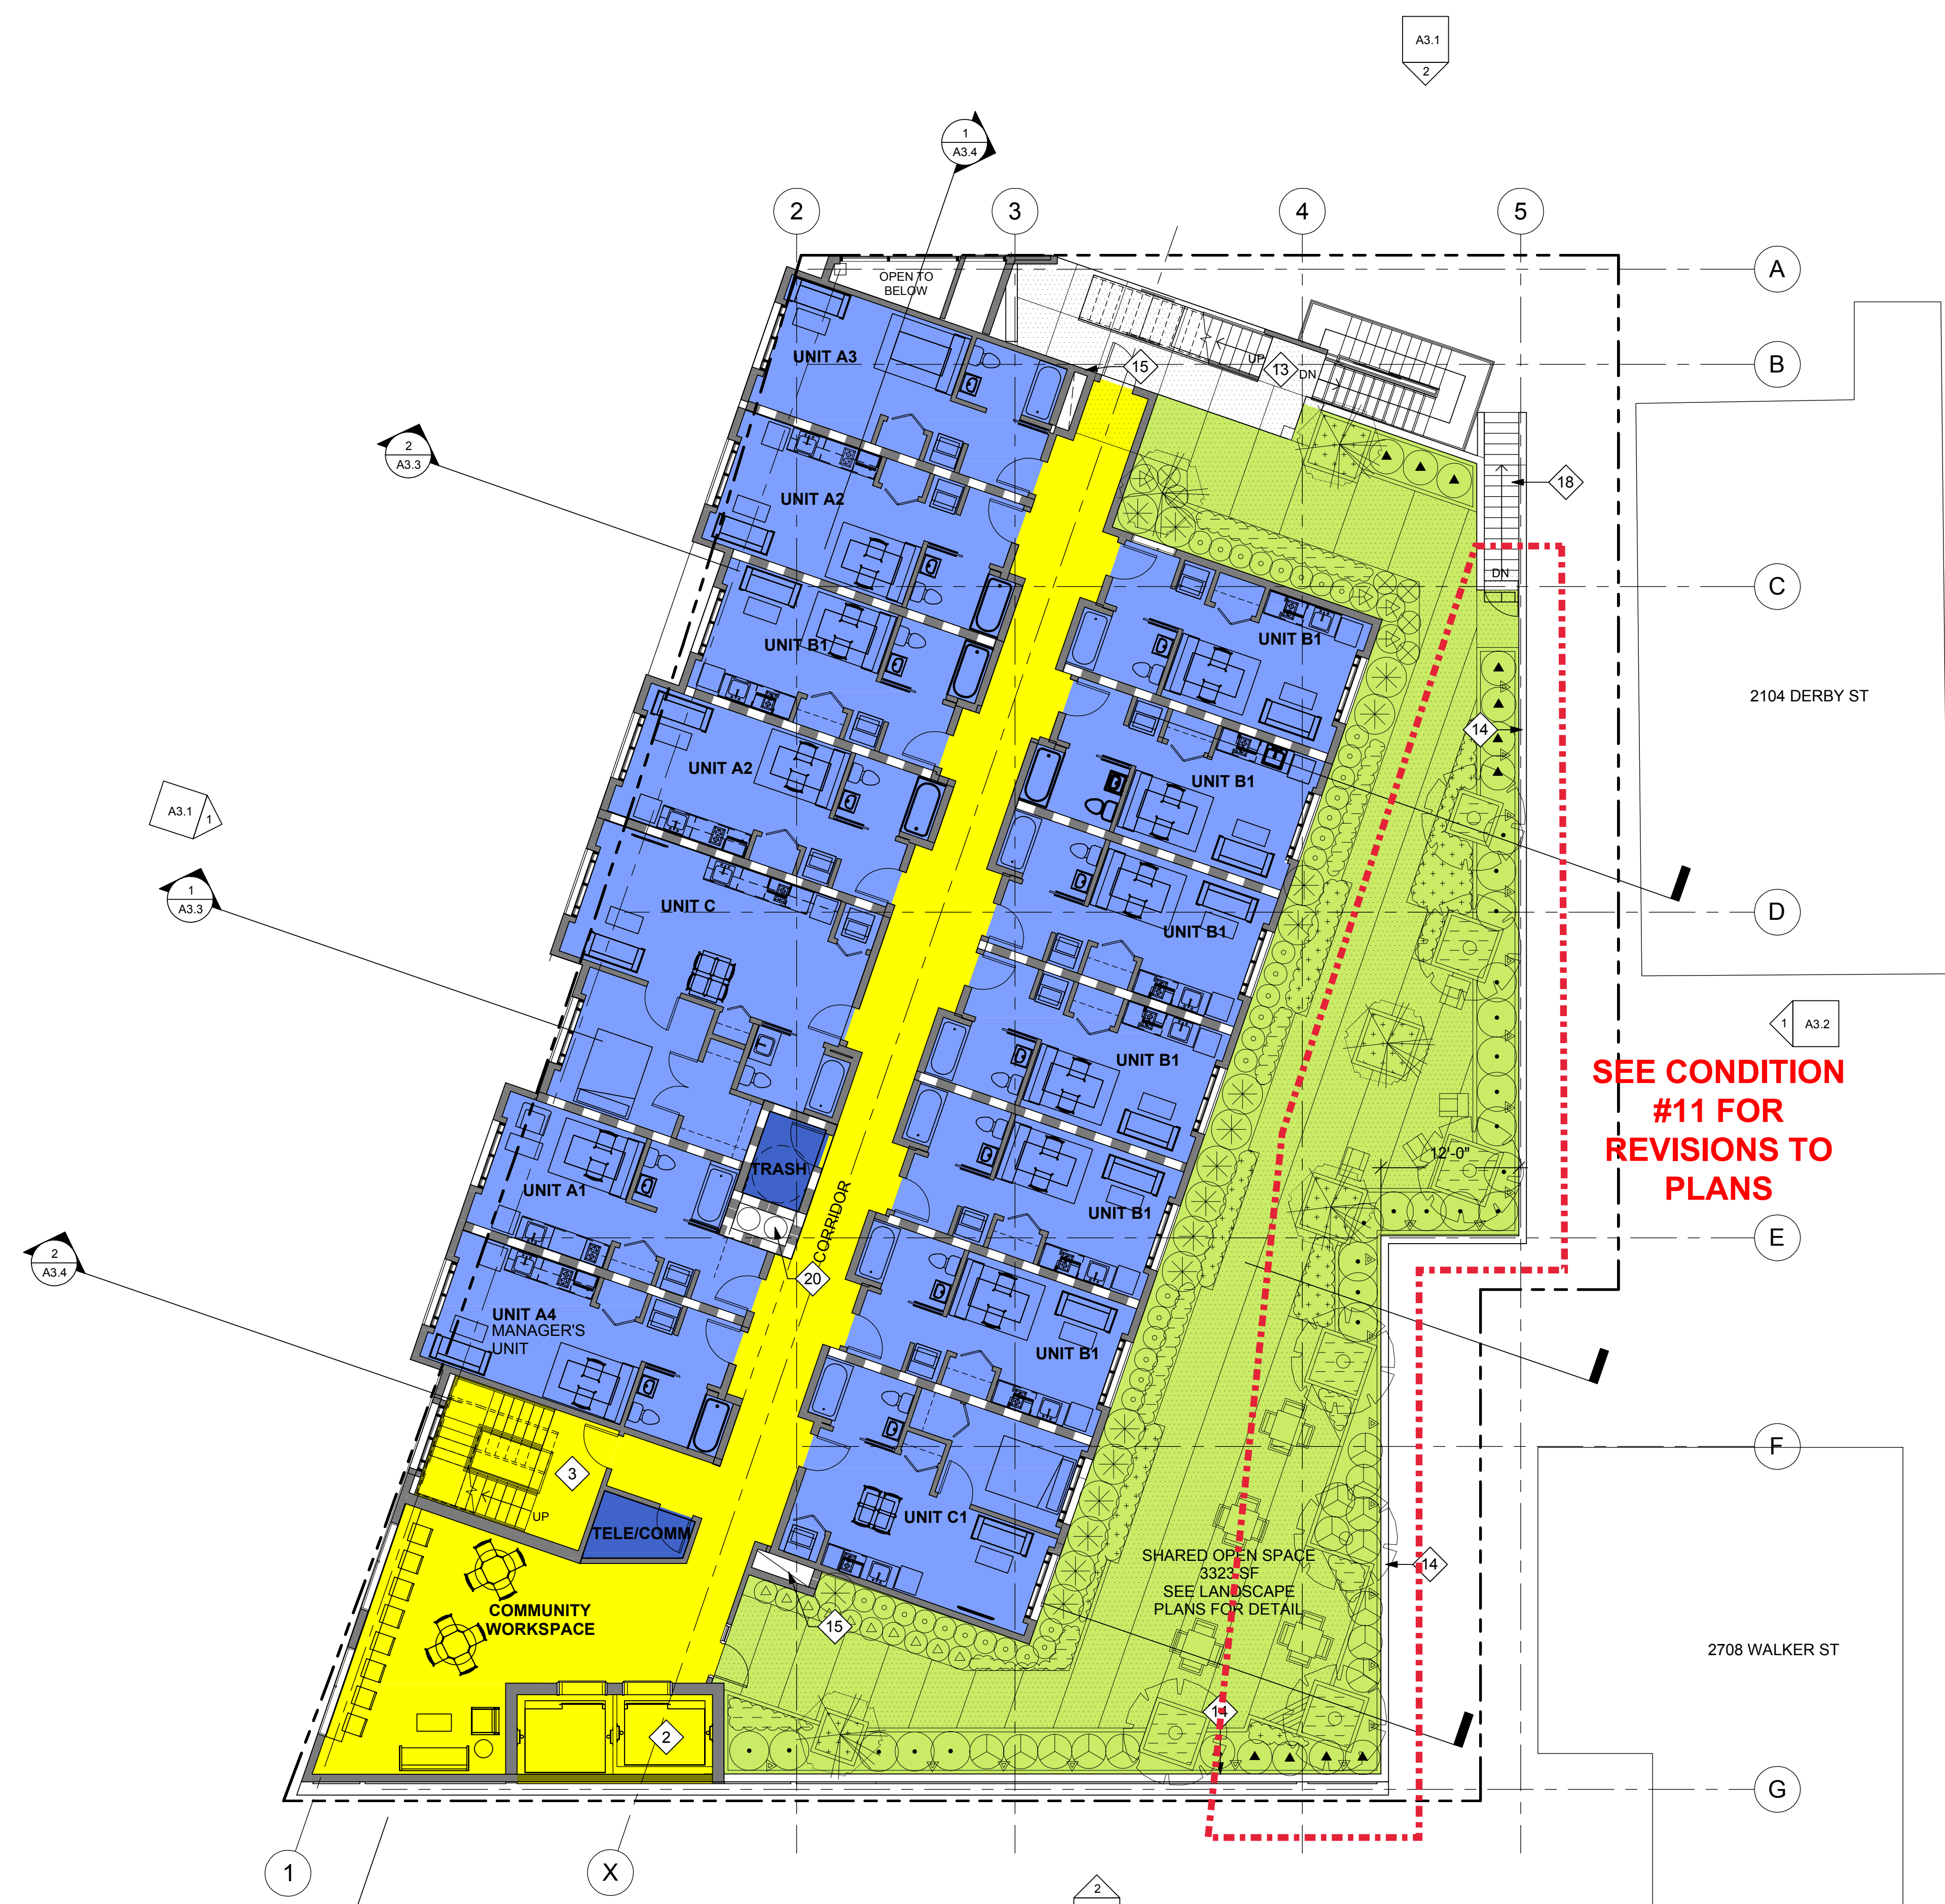 A3.1
2
1
A3.4
2
3
4
5
A
OPEN TO
BELOW
UNIT A3
15
UP
13
DN
B
2
A3.3
UNIT A2
18
DN
C
UNIT B1
UNIT B1
2104 DERBY ST
14
UNIT A2
UNIT B1
A3.1
1
1
A3.3
UNIT C
UNIT B1
D
1
A3.2
UNIT B1
SEE CONDITION
#11 FOR
REVISIONS TO
PLANS
12'-0"
TRASH
UNIT A1
CORRIDOR
UNIT B1
E
2
A3.4
20
UNIT A4
MANAGER'S
UNIT
UNIT B1
F
3
UP
TELE/COMM
UNIT C1
SHARED OPEN SPACE
3323 SF
SEE LANDSCAPE
PLANS FOR DETAIL
14
COMMUNITY
WORKSPACE
15
2708 WALKER ST
14
2
G
1
X
2